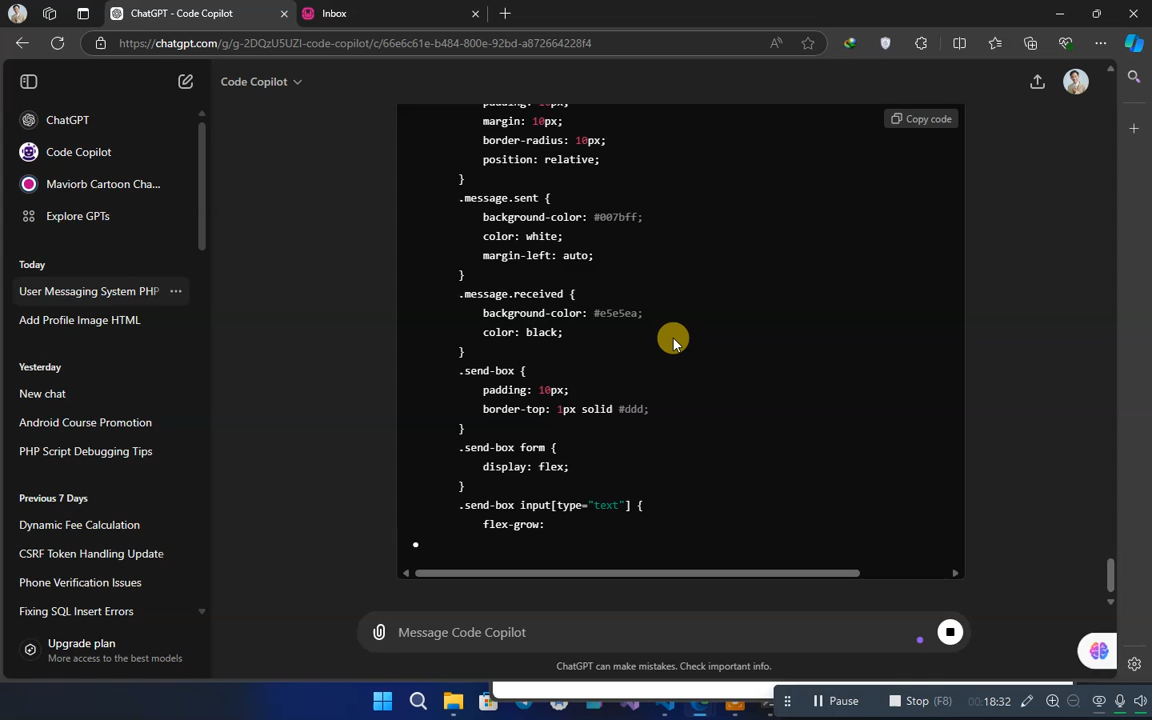 ChatGPT - Code Copilot
Inbox
https://chatgpt.com/g/g-2DQzU5UZI-code-copilot/c/66e6c61e-b484-800e-92bd-a872664228f4
Code Copilot
ChatGPT
Code Copilot
Maviorb Cartoon Cha...
Explore GPTs
Today
User Messaging System PHP
Add Profile Image HTML
Yesterday
New chat
Android Course Promotion
PHP Script Debugging Tips
Previous 7 Days
Dynamic Fee Calculation
CSRF Token Handling Update
Phone Verification Issues
Fixing SQL Insert Errors
Upgrade plan
More access to the best models
Copy code
margin: 10px;
border-radius: 10px;
position: relative;
}
.message.sent {
background-color: #007bff;
color: white;
margin-left: auto;
}
.message.received {
background-color: #e5e5ea;
color: black;
}
.send-box {
padding: 10px;
border-top: 1px solid #ddd;
}
.send-box form {
display: flex;
}
.send-box input[type="text"] {
flex-grow:
Message Code Copilot
ChatGPT can make mistakes. Check important info.
Pause
Stop (F8)
00:18:32